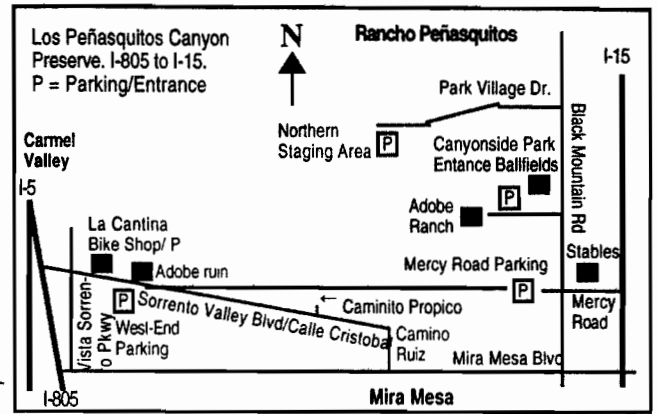 Los Peñasquitos Canyon
Preserve. I-805 to I-15.
P = Parking/Entrance
N
Rancho Peñasquitos
I-15
Park Village Dr.
Northern
Staging Area
P
Canyonside Park
Entance Ballfields
Black Mountain Rd
Carmel
Valley
I-5
P
Adobe
Ranch
La Cantina
Bike Shop/ P
Adobe ruin
Mercy Road Parking
P
Stables
Mercy
Road
← Caminito Propico
P
West-End
Parking
Sorrento Valley Blvd/Calle Cristobal
Vista Sorren-
o Pkwy
Camino
Ruiz
Mira Mesa Blvd
I-805
Mira Mesa